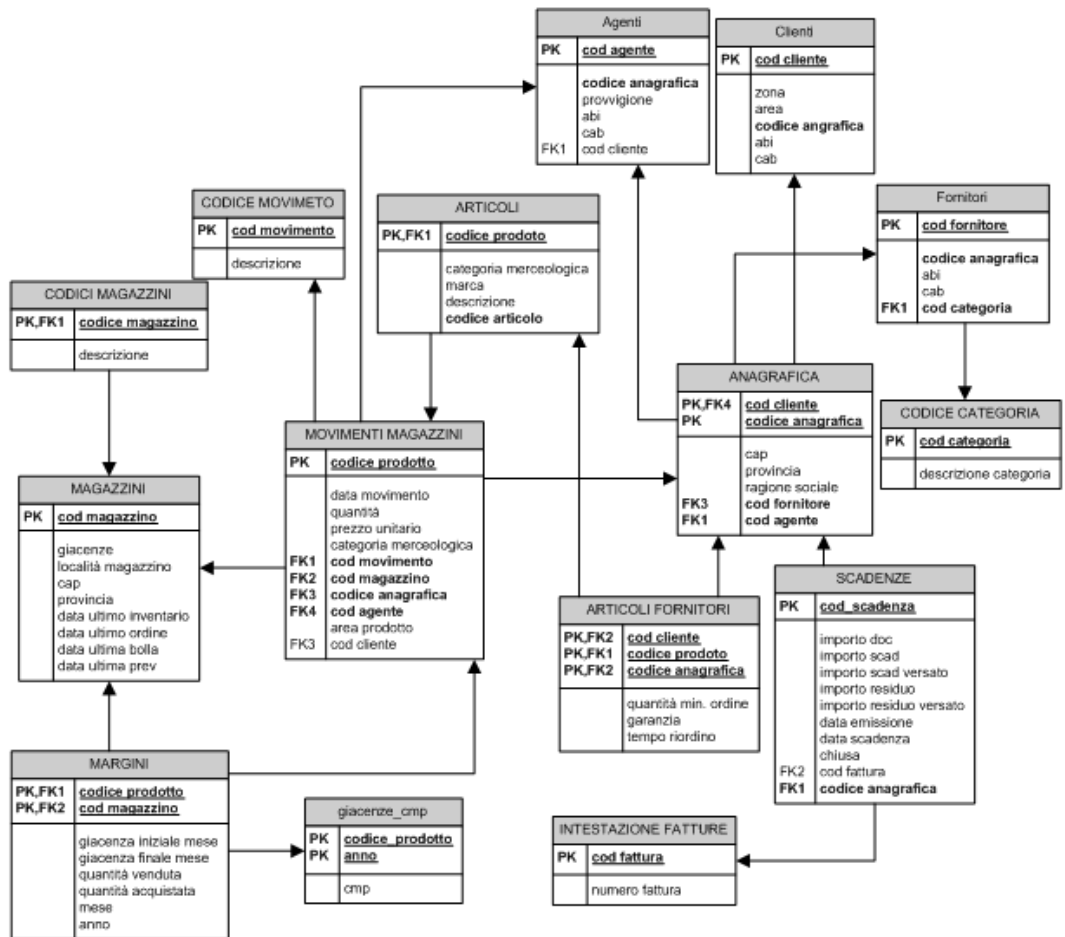 Agenti
PK cod agente
codice anagrafica
provvigione
abi
cab
FK1 cod cliente
Clienti
PK cod cliente
zona
area
codice angrafica
abi
cab
Fornitori
PK cod fornitore
codice anagrafica
abi
cab
FK1 cod categoria
CODICE MOVIMETO
PK cod movimento
descrizione
ARTICOLI
PK,FK1 codice prodoto
categoria merceologica
marca
descrizione
codice articolo
CODICI MAGAZZINI
PK,FK1 codice magazzino
descrizione
ANAGRAFICA
PK,FK4 cod cliente
PK codice anagrafica
cap
provincia
ragione sociale
FK3 cod fornitore
FK1 cod agente
CODICE CATEGORIA
PK cod categoria
descrizione categoria
MOVIMENTI MAGAZZINI
PK codice prodotto
data movimento
quantità
prezzo unitario
categoria merceologica
FK1 cod movimento
FK2 cod magazzino
FK3 codice anagrafica
FK4 cod agente
area prodotto
FK3 cod cliente
MAGAZZINI
PK cod magazzino
giacenze
località magazzino
cap
provincia
data ultimo inventario
data ultimo ordine
data ultima bolla
data ultima prev
ARTICOLI FORNITORI
PK,FK2 cod cliente
PK,FK1 codice prodoto
PK,FK2 codice anagrafica
quantità min. ordine
garanzia
tempo riordino
SCADENZE
PK cod_scadenza
importo doc
importo scad
importo scad versato
importo residuo
importo residuo versato
data emissione
data scadenza
chiusa
FK2 cod fattura
FK1 codice anagrafica
MARGINI
PK,FK1 codice prodotto
PK,FK2 cod magazzino
giacenza iniziale mese
giacenza finale mese
quantità venduta
quantità acquistata
mese
anno
giacenze_cmp
PK codice_prodotto
PK anno
cmp
INTESTAZIONE FATTURE
PK cod fattura
numero fattura